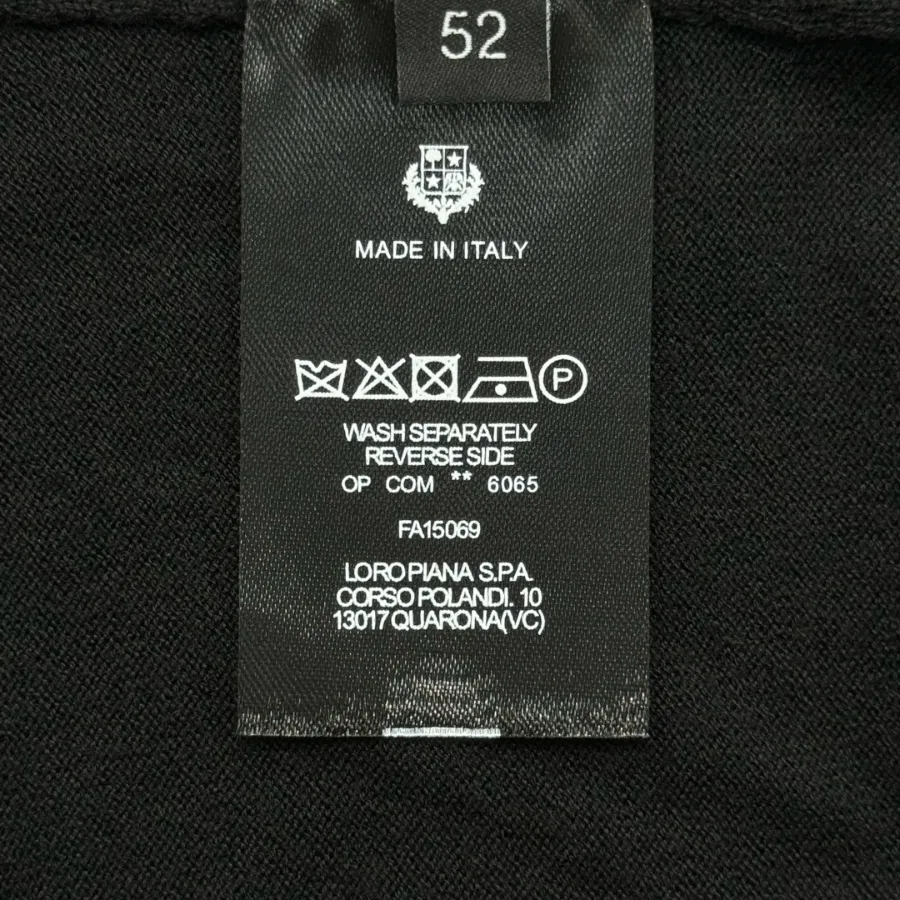 52
MADE IN ITALY
P
WASH SEPARATELY
REVERSE SIDE
OP COM ** 6065
FA15069
LORO PIANA S.P.A.
CORSO POLANDI. 10
13017 QUARONA(VC)